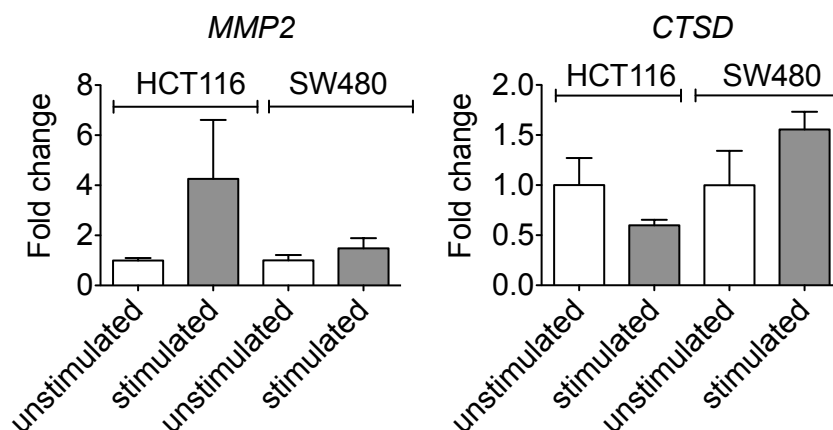 MMP2
HCT116 SW480
Fold change
8
6
4
2
0
unstimulated
stimulated
unstimulated
stimulated
CTSD
HCT116 SW480
Fold change
2.0
1.5
1.0
0.5
0.0
unstimulated
stimulated
unstimulated
stimulated